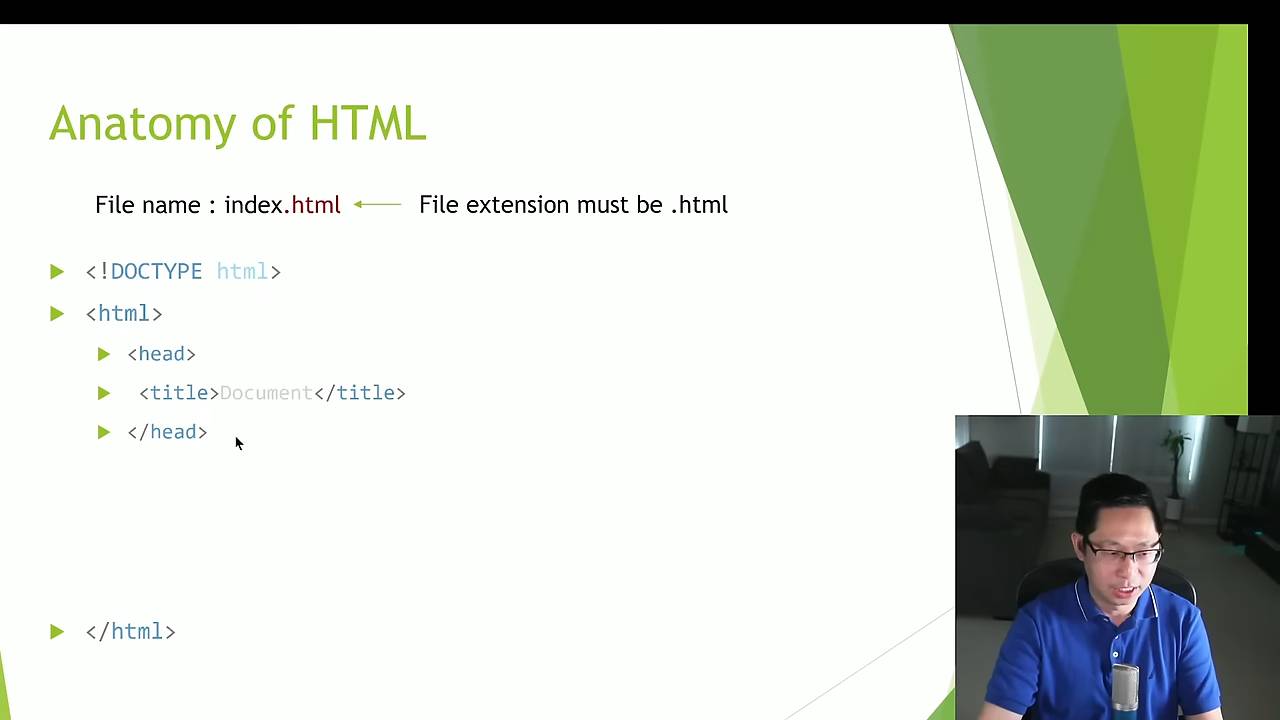 Anatomy of HTML
File name : index.html File extension must be .html
<!DOCTYPE html>
<html>
<head>
<title>Document</title>
</head>
</html>